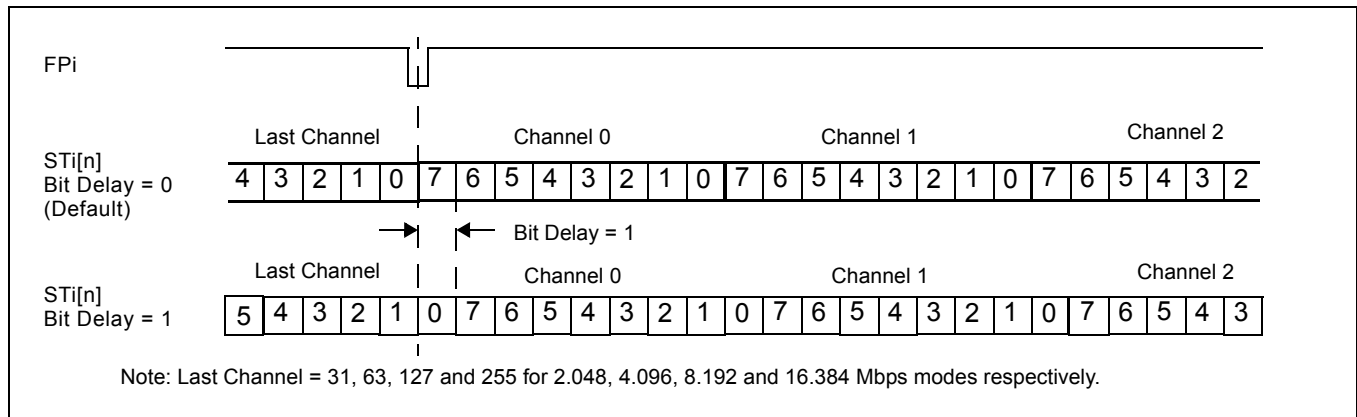 FPi
Last Channel Channel 0 Channel 1 Channel 2
STi[n]
Bit Delay = 0
(Default)
4 3 2 1 0 7 6 5 4 3 2 1 0 7 6 5 4 3 2 1 0 7 6 5 4 3 2
Bit Delay = 1
Last Channel Channel 0 Channel 1 Channel 2
STi[n]
Bit Delay = 1
5 4 3 2 1 0 7 6 5 4 3 2 1 0 7 6 5 4 3 2 1 0 7 6 5 4 3
Note: Last Channel = 31, 63, 127 and 255 for 2.048, 4.096, 8.192 and 16.384 Mbps modes respectively.